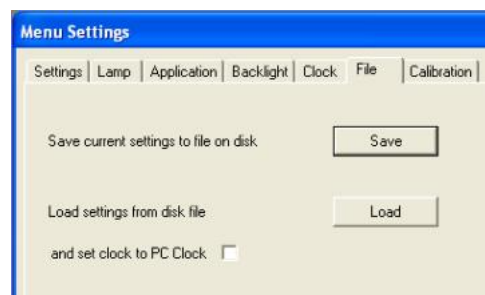 Menu Settings
Settings Lamp Application Backlight Clock File Calibration
Save current settings to file on disk Save
Load settings from disk file Load
and set clock to PC Clock